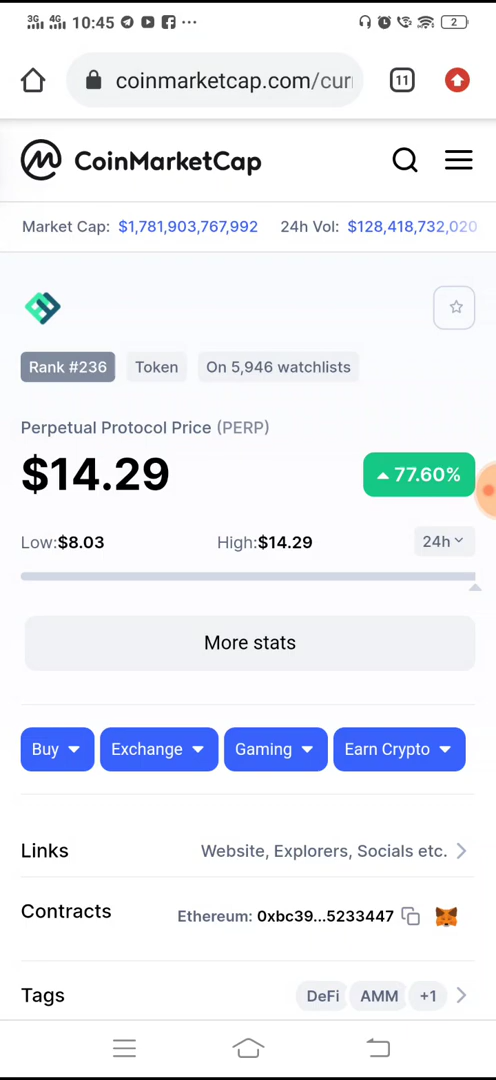 3G 4G 10:45 2
coinmarketcap.com/curr 11
CoinMarketCap
Market Cap: $1,781,903,767,992 24h Vol: $128,418,732,020
Rank #236 Token On 5,946 watchlists
Perpetual Protocol Price (PERP)
$14.29 77.60%
Low:$8.03 High:$14.29 24h
More stats
Buy Exchange Gaming Earn Crypto
Links Website, Explorers, Socials etc.
Contracts Ethereum: 0xbc39...5233447
Tags DeFi AMM +1